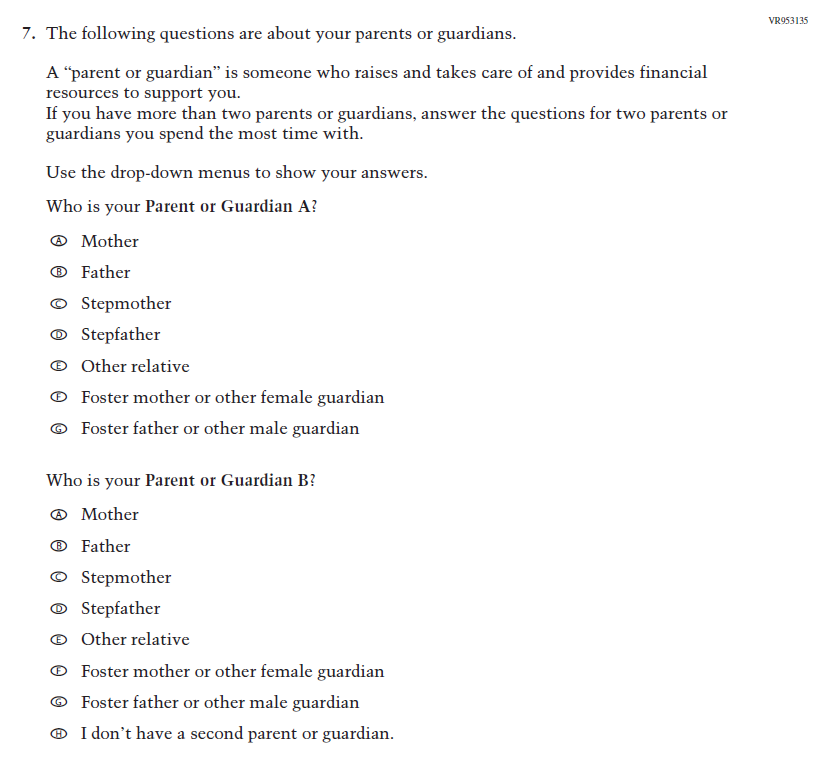 VR953135
7. The following questions are about your parents or guardians.
A “parent or guardian” is someone who raises and takes care of and provides financial
resources to support you.
If you have more than two parents or guardians, answer the questions for two parents or
guardians you spend the most time with.
Use the drop-down menus to show your answers.
Who is your Parent or Guardian A?
Ⓐ Mother
Ⓑ Father
Ⓒ Stepmother
Ⓓ Stepfather
Ⓔ Other relative
Ⓕ Foster mother or other female guardian
Ⓖ Foster father or other male guardian
Who is your Parent or Guardian B?
Ⓐ Mother
Ⓑ Father
Ⓒ Stepmother
Ⓓ Stepfather
Ⓔ Other relative
Ⓕ Foster mother or other female guardian
Ⓖ Foster father or other male guardian
Ⓗ I don’t have a second parent or guardian.